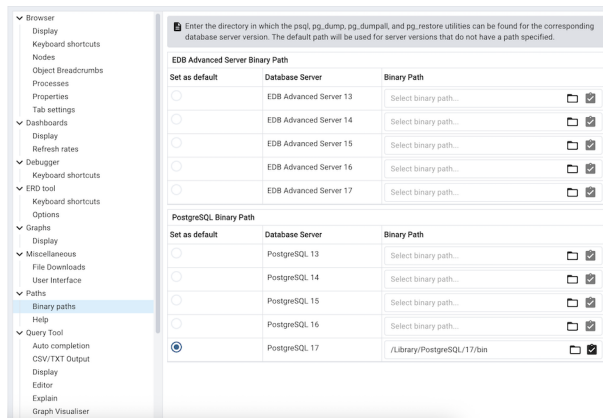 Browser
Display
Keyboard shortcuts
Nodes
Object Breadcrumbs
Processes
Properties
Tab settings
Dashboards
Display
Refresh rates
Debugger
Keyboard shortcuts
ERD tool
Keyboard shortcuts
Options
Graphs
Display
Miscellaneous
File Downloads
User Interface
Paths
Binary paths
Help
Query Tool
Auto completion
CSV/TXT Output
Display
Editor
Explain
Graph Visualiser
Enter the directory in which the psql, pg_dump, pg_dumpall, and pg_restore utilities can be found for the corresponding
database server version. The default path will be used for server versions that do not have a path specified.
EDB Advanced Server Binary Path
Set as default Database Server Binary Path
EDB Advanced Server 13 Select binary path...
EDB Advanced Server 14 Select binary path...
EDB Advanced Server 15 Select binary path...
EDB Advanced Server 16 Select binary path...
EDB Advanced Server 17 Select binary path...
PostgreSQL Binary Path
Set as default Database Server Binary Path
PostgreSQL 13 Select binary path...
PostgreSQL 14 Select binary path...
PostgreSQL 15 Select binary path...
PostgreSQL 16 Select binary path...
PostgreSQL 17 /Library/PostgreSQL/17/bin